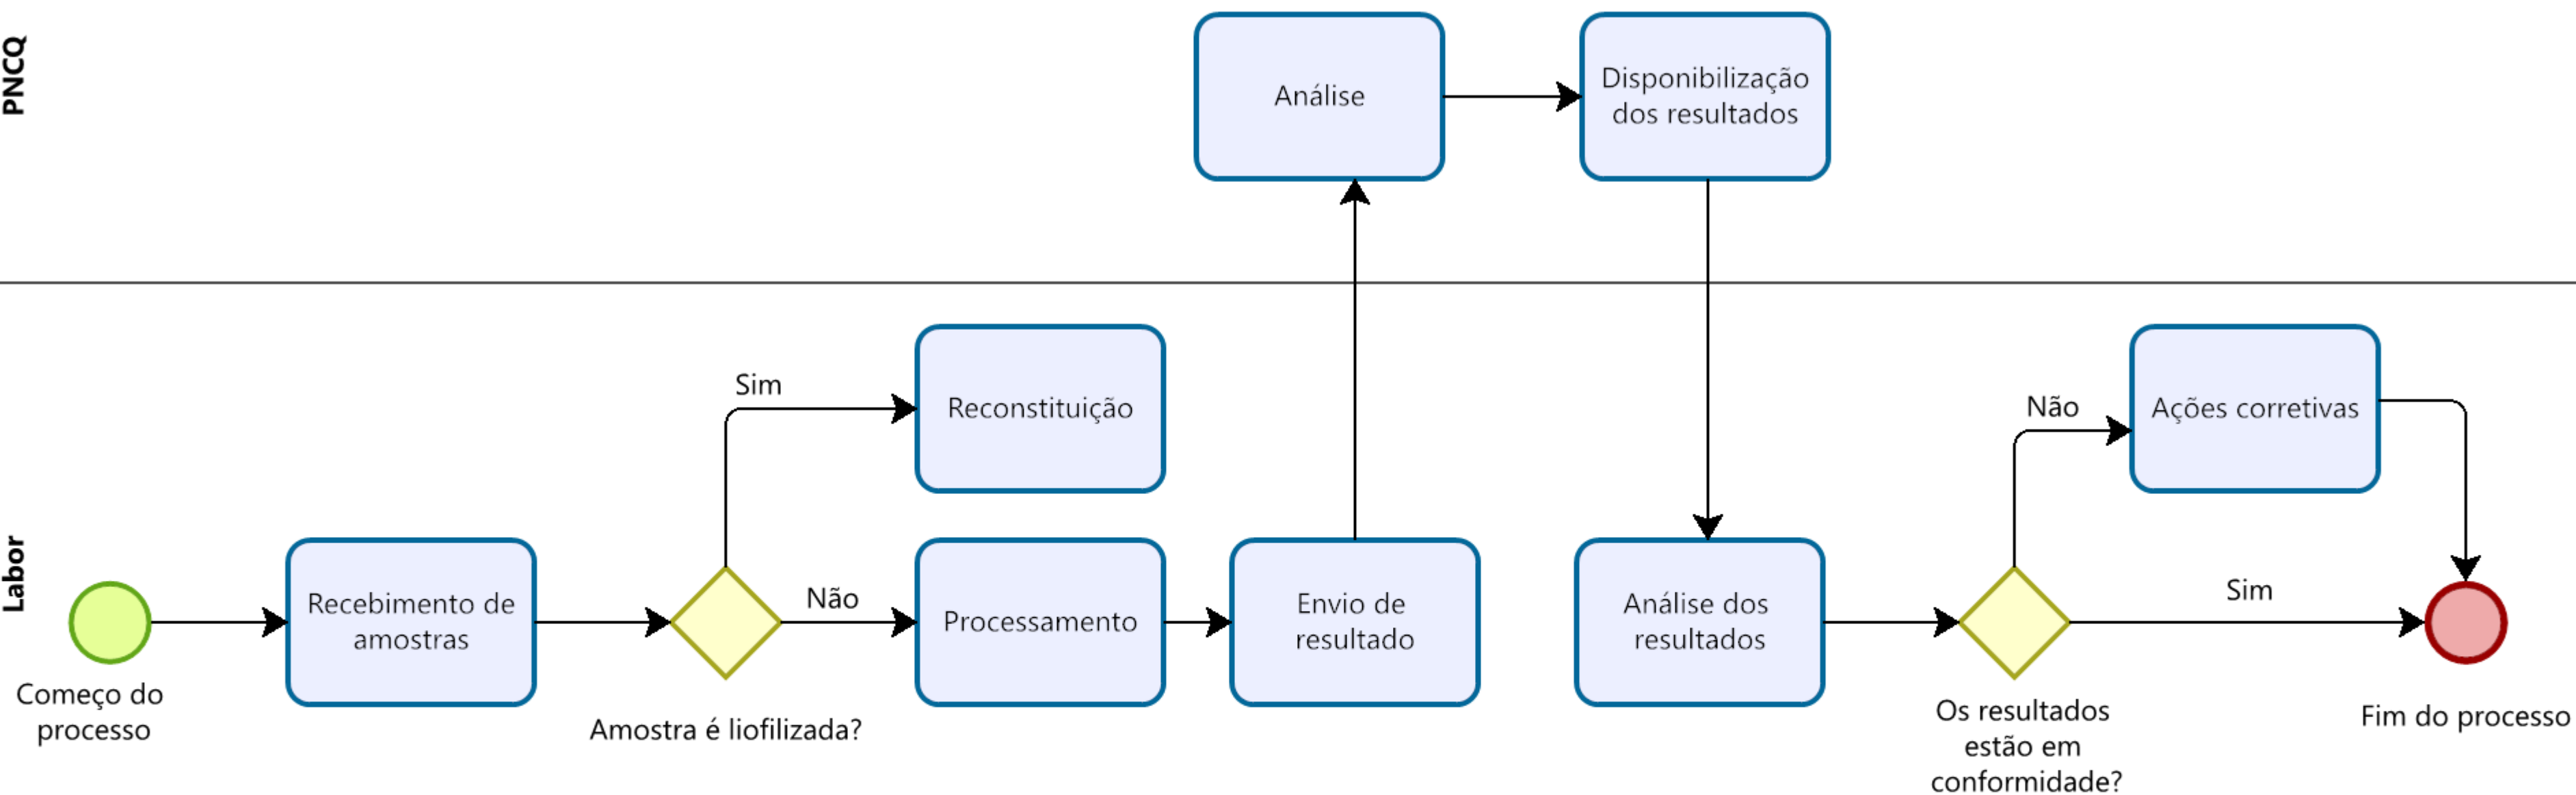 PNCQ
Análise
Disponibilização
dos resultados
Labor
Começo do
processo
Recebimento de
amostras
Amostra é liofilizada?
Sim
Reconstituição
Não
Processamento
Envio de
resultado
Análise dos
resultados
Os resultados
estão em
conformidade?
Não
Ações corretivas
Sim
Fim do processo